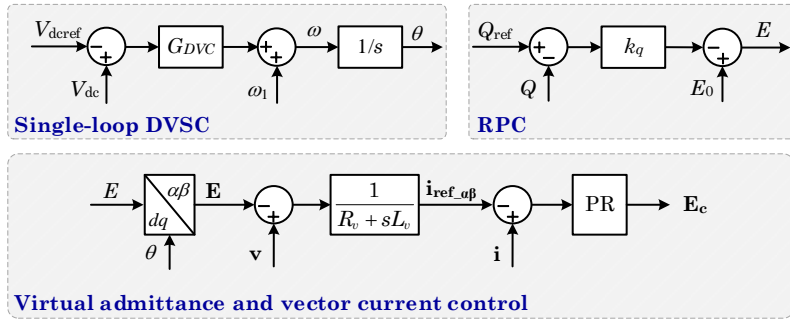 V_dcref − + G_DVC + + ω 1/s θ
V_dc ω_1
Single-loop DVSC
Q_ref + − k_q − + E
Q E_0
RPC
E αβ dq E − + 1/(R_v + sL_v) i_ref_αβ − + PR E_c
θ v i
Virtual admittance and vector current control